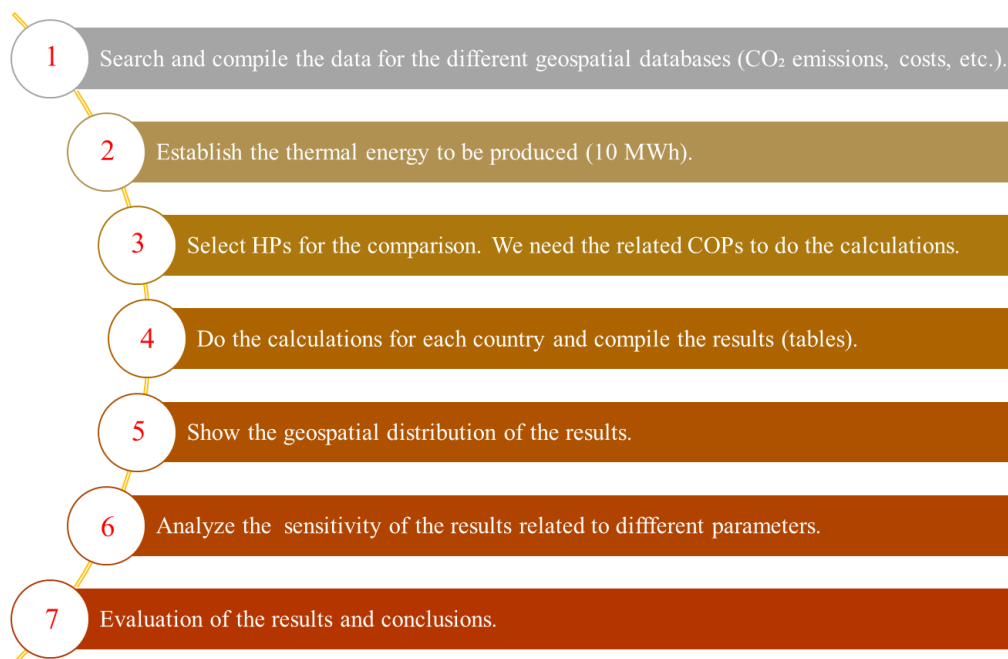 1
Search and compile the data for the different geospatial databases (CO₂ emissions, costs, etc.).
2
Establish the thermal energy to be produced (10 MWh).
3
Select HPs for the comparison. We need the related COPs to do the calculations.
4
Do the calculations for each country and compile the results (tables).
5
Show the geospatial distribution of the results.
6
Analyze the sensitivity of the results related to diffferent parameters.
7
Evaluation of the results and conclusions.